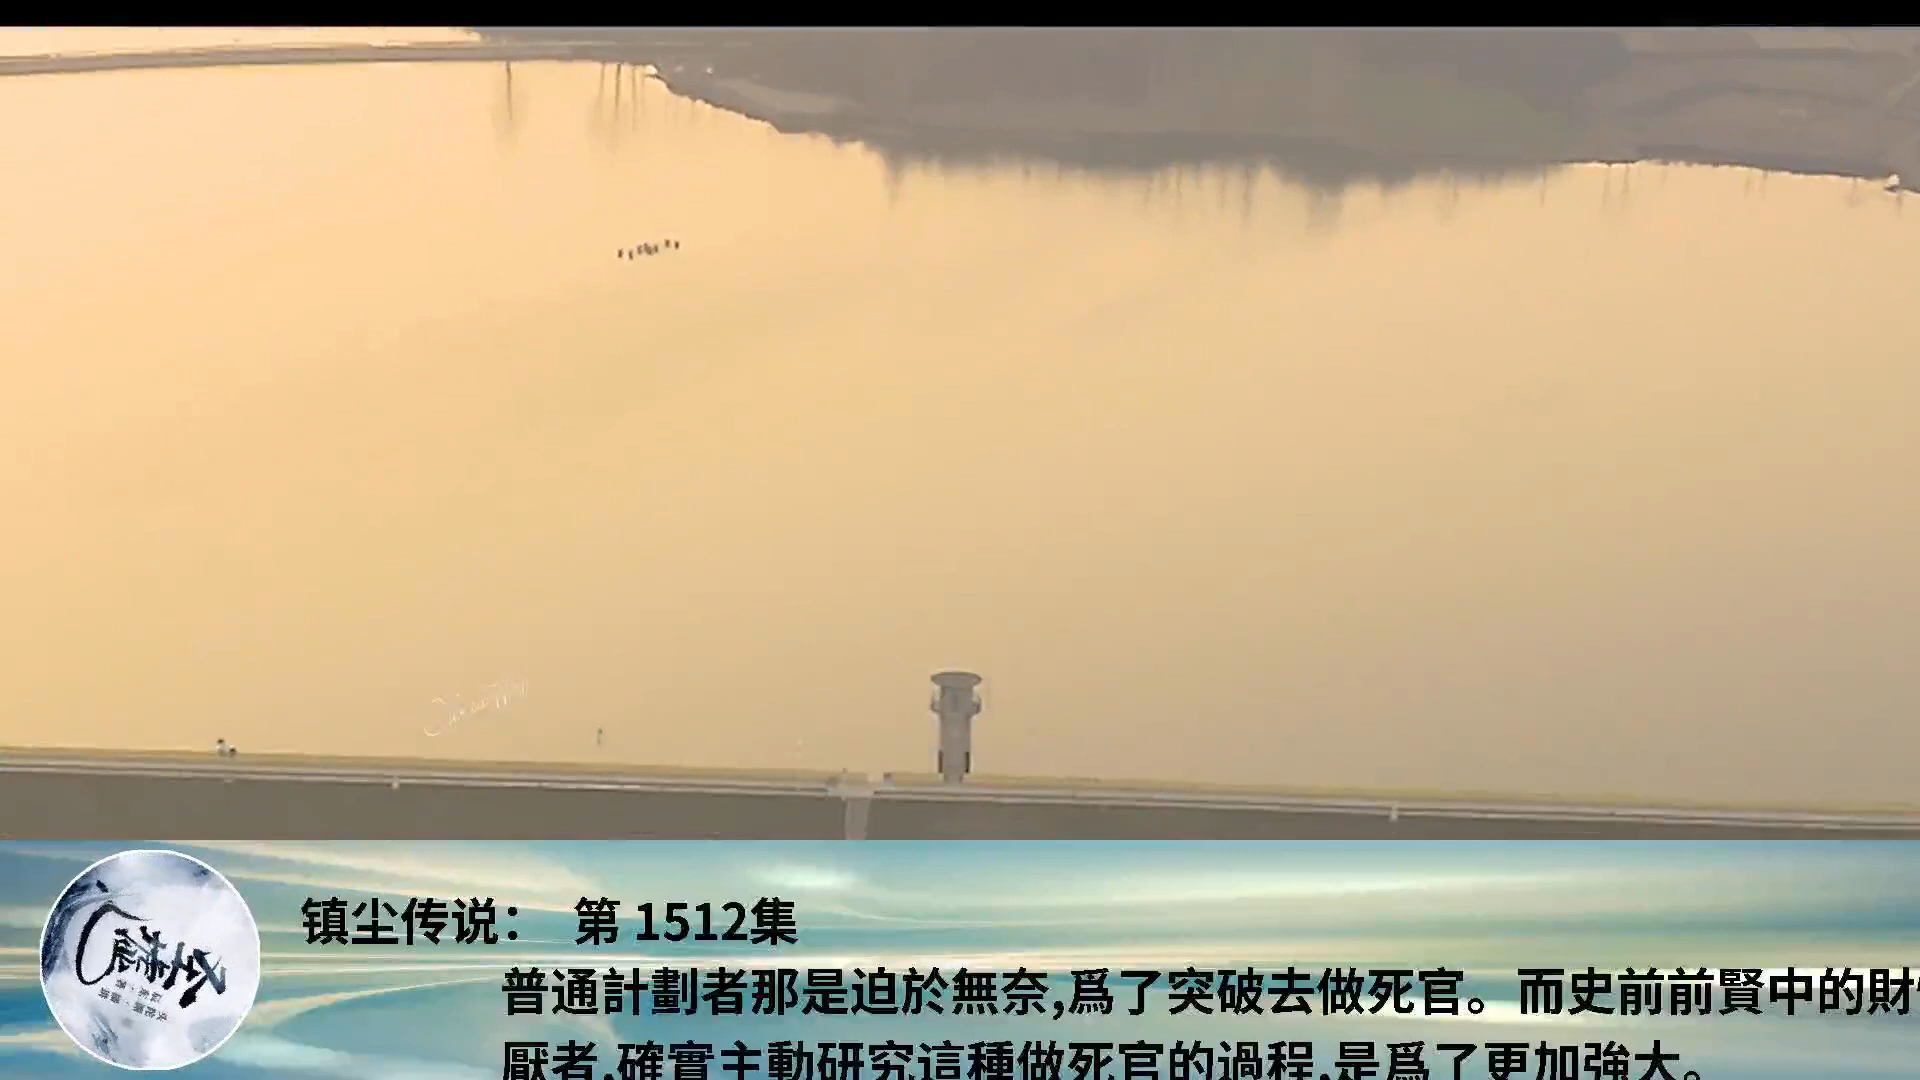 镇尘传说： 第 1512集
普通計劃者那是迫於無奈,爲了突破去做死官。而史前前賢中的財
厭者,確實主動研究這種做死官的過程,是爲了更加強大。